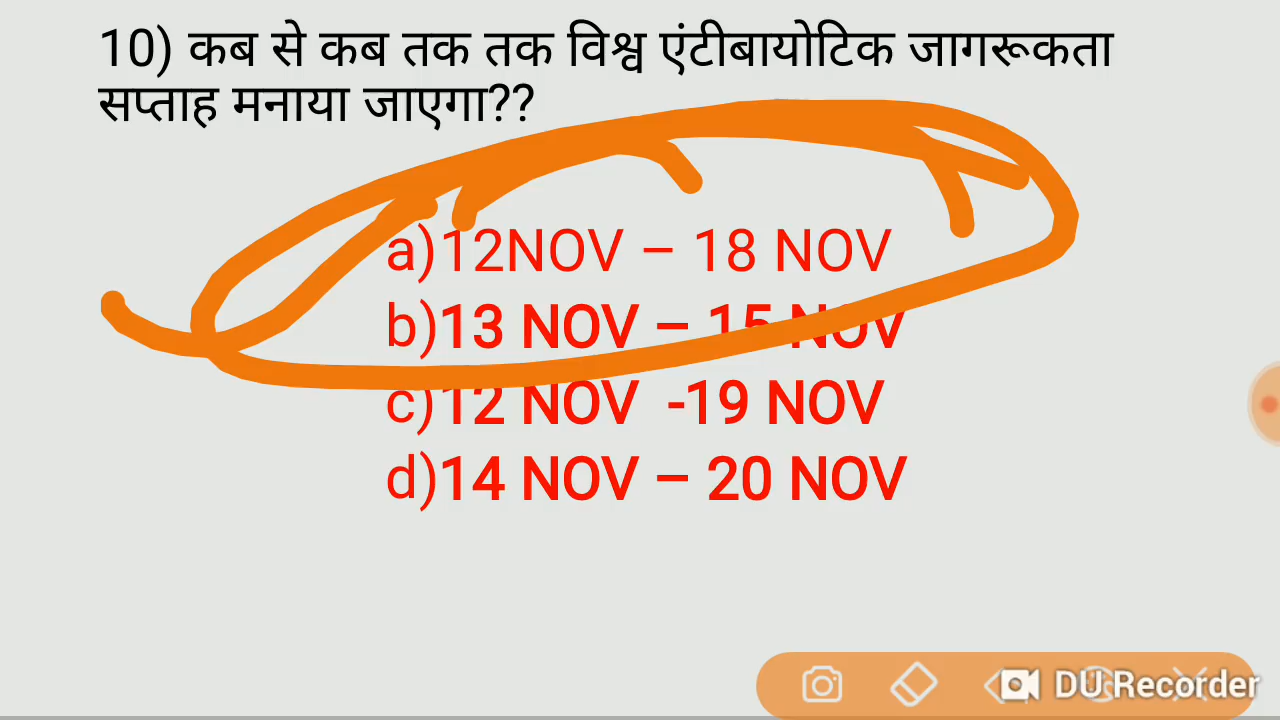 10) कब से कब तक तक विश्व एंटीबायोटिक जागरूकता
सप्ताह मनाया जाएगा??
a)12NOV – 18 NOV
b)13 NOV – 15 NOV
c)12 NOV -19 NOV
d)14 NOV – 20 NOV
DU Recorder